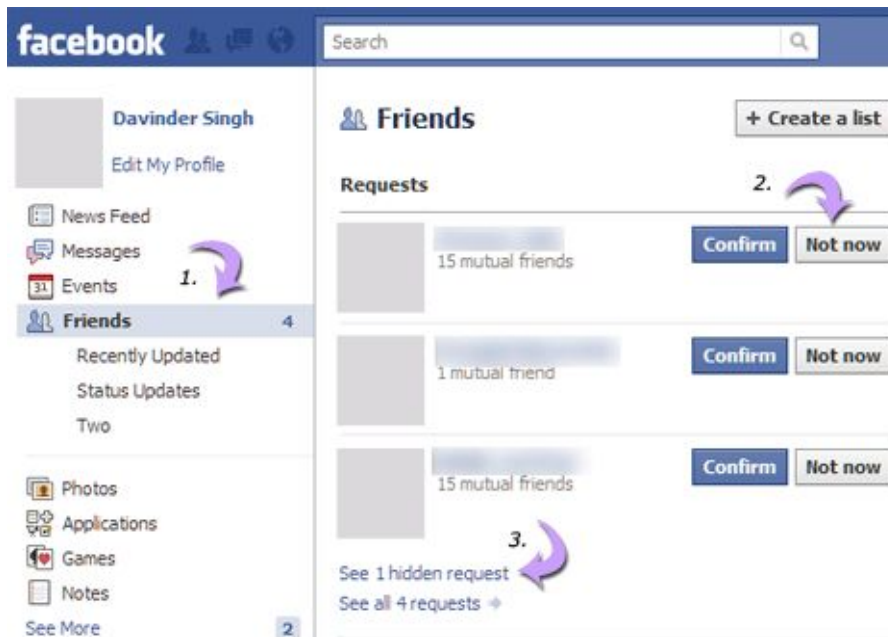 facebook
Search
Davinder Singh
Edit My Profile
News Feed
Messages
31 Events
1.
Friends 4
Recently Updated
Status Updates
Two
Photos
Applications
Games
Notes
See More 2
Friends
+ Create a list
Requests
2.
15 mutual friends
Confirm
Not now
1 mutual friend
Confirm
Not now
15 mutual friends
Confirm
Not now
3.
See 1 hidden request
See all 4 requests